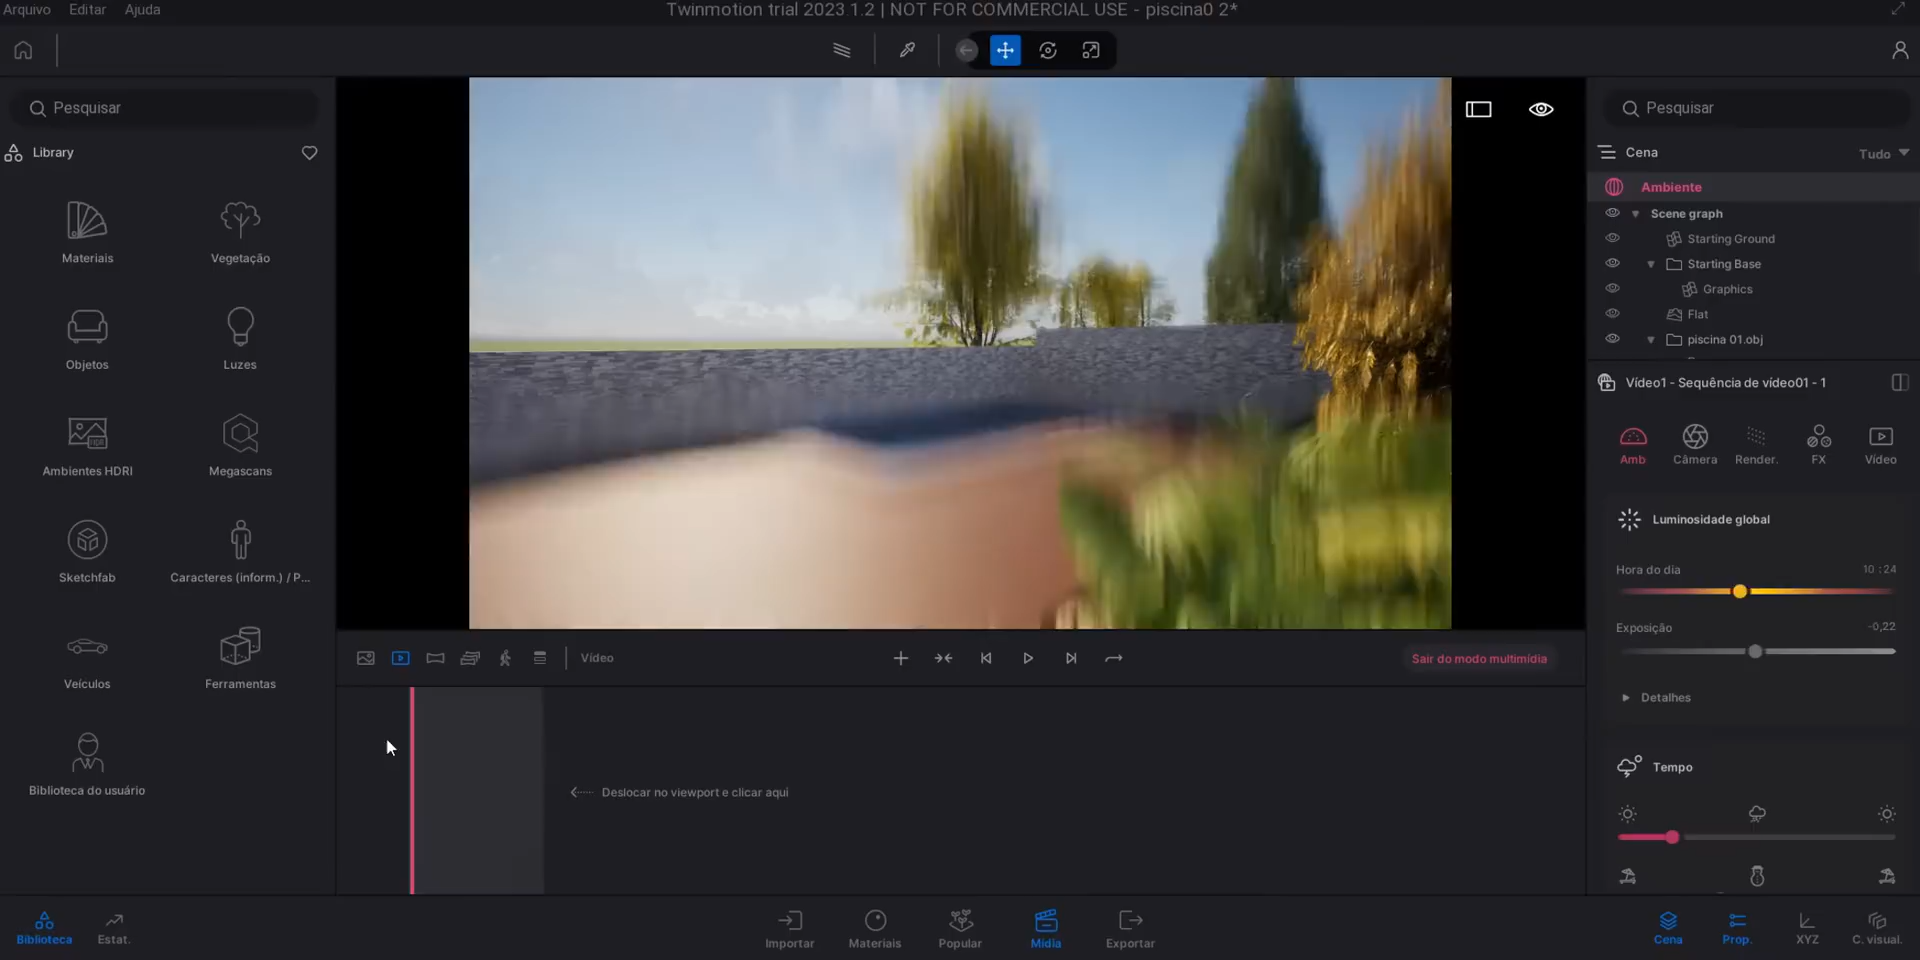 Arquivo Editar Ajuda
Twinmotion trial 2023.1.2 | NOT FOR COMMERCIAL USE - piscina0 2*
Pesquisar
Library
Materiais
Vegetação
Objetos
Luzes
HDRI
Ambientes HDRI
Megascans
Sketchfab
Caracteres (inform.) / P...
Veículos
Ferramentas
Biblioteca do usuário
Vídeo
Sair do modo multimídia
Deslocar no viewport e clicar aqui
Pesquisar
Cena
Tudo
Ambiente
Scene graph
Starting Ground
Starting Base
Graphics
Flat
piscina 01.obj
Vídeo1 - Sequência de vídeo01 - 1
Amb
Câmera
Render.
FX
Vídeo
Luminosidade global
Hora do dia 10 : 24
Exposição -0,22
Detalhes
Tempo
Biblioteca
Estat.
Importar
Materiais
Popular
Mídia
Exportar
Cena
Prop.
XYZ
C. visual.